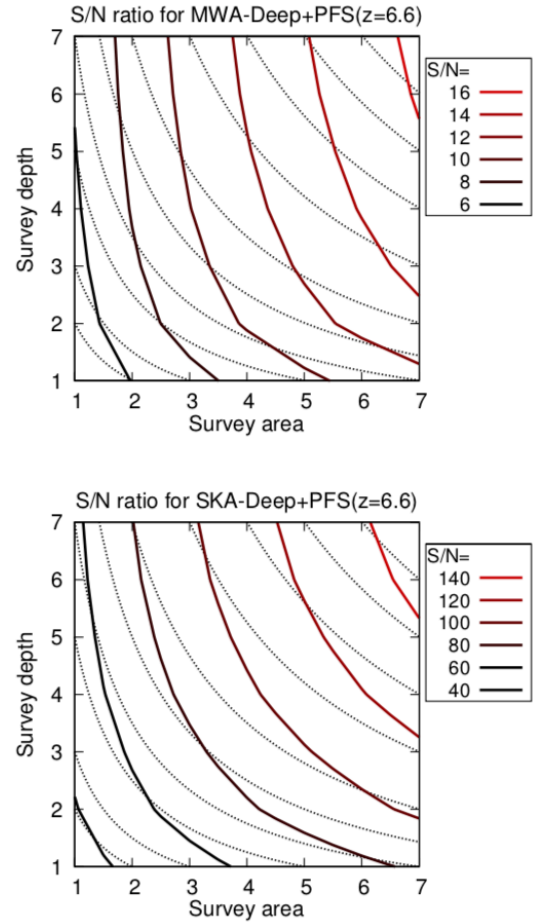 S/N ratio for MWA-Deep+PFS(z=6.6)
7
6
5
4
3
2
1
Survey depth
1 2 3 4 5 6 7
Survey area
S/N=
16
14
12
10
8
6
S/N ratio for SKA-Deep+PFS(z=6.6)
7
6
5
4
3
2
1
Survey depth
1 2 3 4 5 6 7
Survey area
S/N=
140
120
100
80
60
40